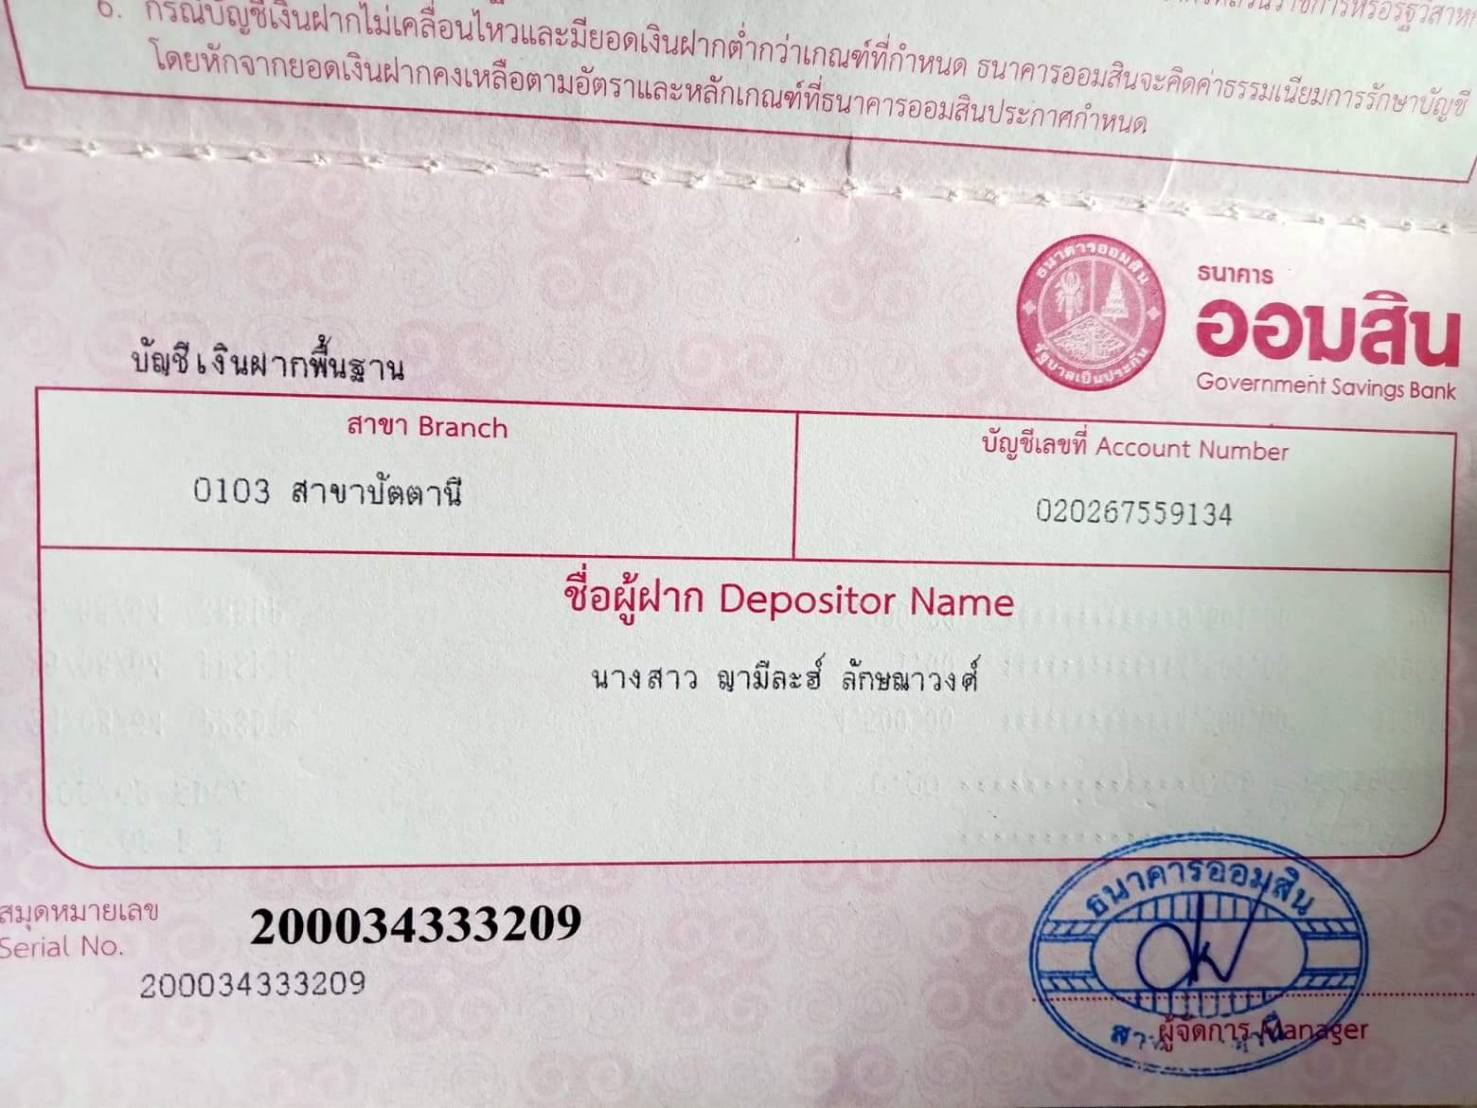 6. กรณีบัญชีเงินฝากไม่เคลื่อนไหวและมียอดเงินฝากต่ำกว่าเกณฑ์ที่กำหนด ธนาคารออมสินจะคิดค่าธรรมเนียมการรักษาบัญชี
โดยหักจากยอดเงินฝากคงเหลือตามอัตราและหลักเกณฑ์ที่ธนาคารออมสินประกาศกำหนด
ธนาคารออมสิน
รัฐบาลเป็นประกัน
ธนาคาร
ออมสิน
Government Savings Bank
บัญชีเงินฝากพื้นฐาน
สาขา Branch
บัญชีเลขที่ Account Number
0103 สาขาปัตตานี
020267559134
ชื่อผู้ฝาก Depositor Name
นางสาว ญามีละฮ์ ลักษณาวงศ์
สมุดหมายเลข
Serial No.
200034333209
200034333209
ธนาคารออมสิน
ผู้จัดการ Manager